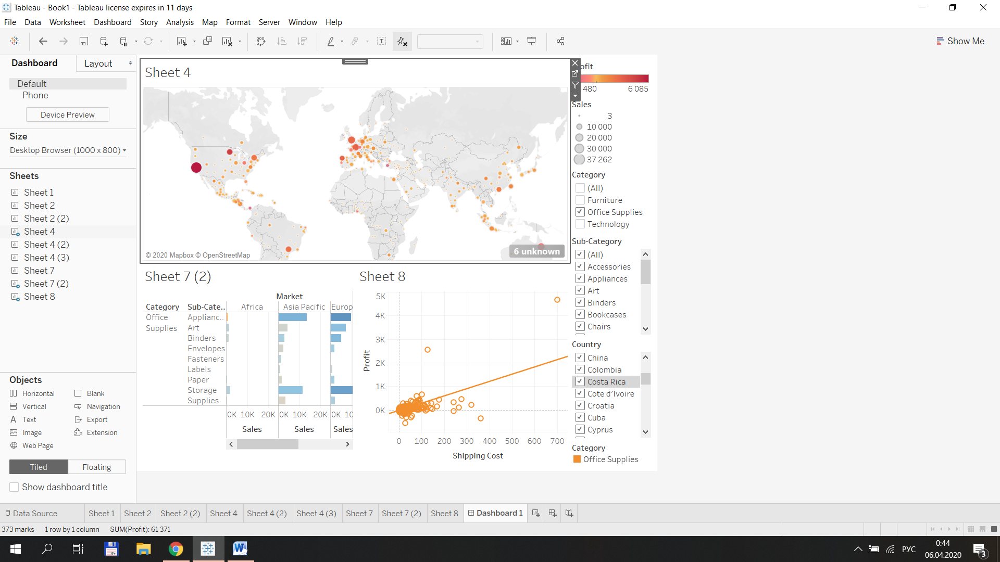 Tableau - Book1 - Tableau license expires in 11 days
File Data Worksheet Dashboard Story Analysis Map Format Server Window Help
Show Me
Dashboard Layout
Default
Phone
Device Preview
Size
Desktop Browser (1000 x 800)
Sheets
Sheet 1
Sheet 2
Sheet 2 (2)
Sheet 4
Sheet 4 (2)
Sheet 4 (3)
Sheet 7
Sheet 7 (2)
Sheet 8
Objects
Horizontal Blank
Vertical Navigation
A Text Export
Image Extension
Web Page
Tiled Floating
Show dashboard title
Sheet 4
© 2020 Mapbox © OpenStreetMap
6 unknown
Sheet 7 (2)
Market
Category Sub-Cate.. Africa Asia Pacific Europ
Office Supplies
Applianc..
Art
Binders
Envelopes
Fasteners
Labels
Paper
Storage
Supplies
0K 10K 20K 0K 10K 20K 0K 10
Sales Sales Sales
Sheet 8
Profit
5K
4K
3K
2K
1K
0K
0 100 200 300 400 500 600 700
Shipping Cost
ofit
480 6 085
Sales
3
10 000
20 000
30 000
37 262
Category
(All)
Furniture
Office Supplies
Technology
Sub-Category
(All)
Accessories
Appliances
Art
Binders
Bookcases
Chairs
Country
China
Colombia
Costa Rica
Cote d'Ivoire
Croatia
Cuba
Cyprus
Category
Office Supplies
Data Source Sheet 1 Sheet 2 Sheet 2 (2) Sheet 4 Sheet 4 (2) Sheet 4 (3) Sheet 7 Sheet 7 (2) Sheet 8 Dashboard 1
373 marks 1 row by 1 column SUM(Profit): 61 371
64
РУС
0:44
06.04.2020
3